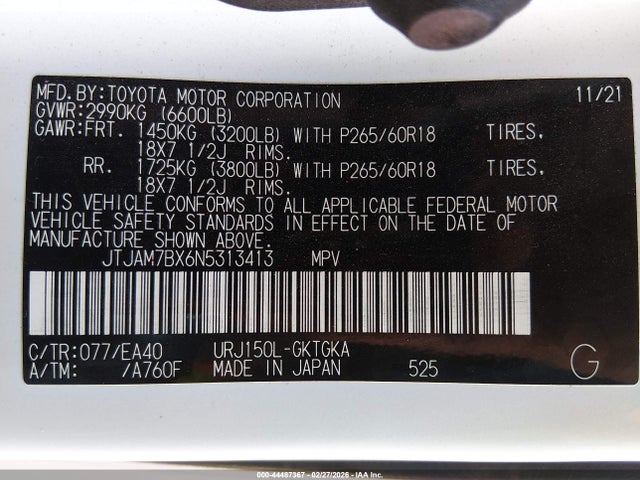 MFD.BY:TOYOTA MOTOR CORPORATION 11/21
GVWR:2990KG (6600LB)
GAWR:FRT. 1450KG (3200LB) WITH P265/60R18 TIRES,
18X7 1/2J RIMS.
RR. 1725KG (3800LB) WITH P265/60R18 TIRES,
18X7 1/2J RIMS.
THIS VEHICLE CONFORMS TO ALL APPLICABLE FEDERAL MOTOR
VEHICLE SAFETY STANDARDS IN EFFECT ON THE DATE OF
MANUFACTURE SHOWN ABOVE.
JTJAM7BX6N5313413 MPV
C/TR:077/EA40 URJ150L-GKTGKA
A/TM: /A760F MADE IN JAPAN 525 G
000-44487367 - 02/27/2026 - IAA Inc.